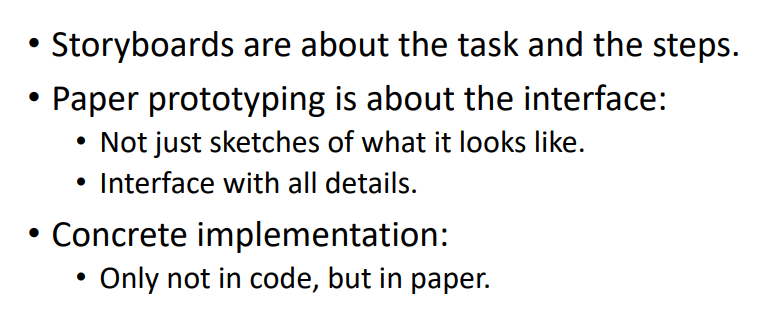 • Storyboards are about the task and the steps.
• Paper prototyping is about the interface:
• Not just sketches of what it looks like.
• Interface with all details.
• Concrete implementation:
• Only not in code, but in paper.